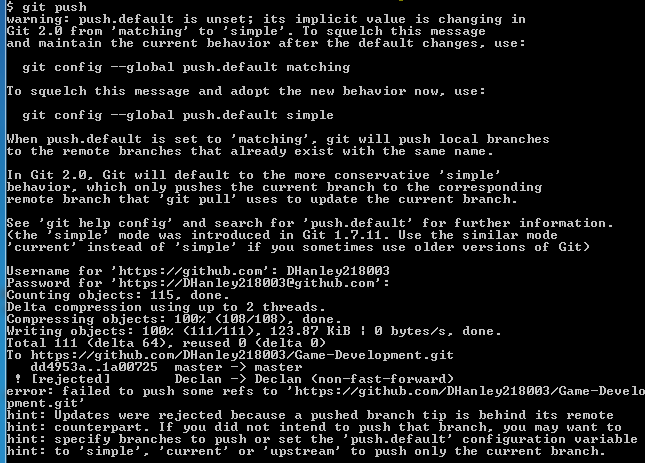 $ git push
warning: push.default is unset; its implicit value is changing in
Git 2.0 from 'matching' to 'simple'. To squelch this message
and maintain the current behavior after the default changes, use:
git config --global push.default matching
To squelch this message and adopt the new behavior now, use:
git config --global push.default simple
When push.default is set to 'matching', git will push local branches
to the remote branches that already exist with the same name.
In Git 2.0, Git will default to the more conservative 'simple'
behavior, which only pushes the current branch to the corresponding
remote branch that 'git pull' uses to update the current branch.
See 'git help config' and search for 'push.default' for further information.
(the 'simple' mode was introduced in Git 1.7.11. Use the similar mode
'current' instead of 'simple' if you sometimes use older versions of Git)
Username for 'https://github.com': DHanley218003
Password for 'https://DHanley218003@github.com':
Counting objects: 115, done.
Delta compression using up to 2 threads.
Compressing objects: 100% (108/108), done.
Writing objects: 100% (111/111), 123.87 KiB | 0 bytes/s, done.
Total 111 (delta 64), reused 0 (delta 0)
To https://github.com/DHanley218003/Game-Development.git
dd4953a..1a00725  master -> master
! [rejected]        Declan -> Declan (non-fast-forward)
error: failed to push some refs to 'https://github.com/DHanley218003/Game-Develo
pment.git'
hint: Updates were rejected because a pushed branch tip is behind its remote
hint: counterpart. If you did not intend to push that branch, you may want to
hint: specify branches to push or set the 'push.default' configuration variable
hint: to 'simple', 'current' or 'upstream' to push only the current branch.